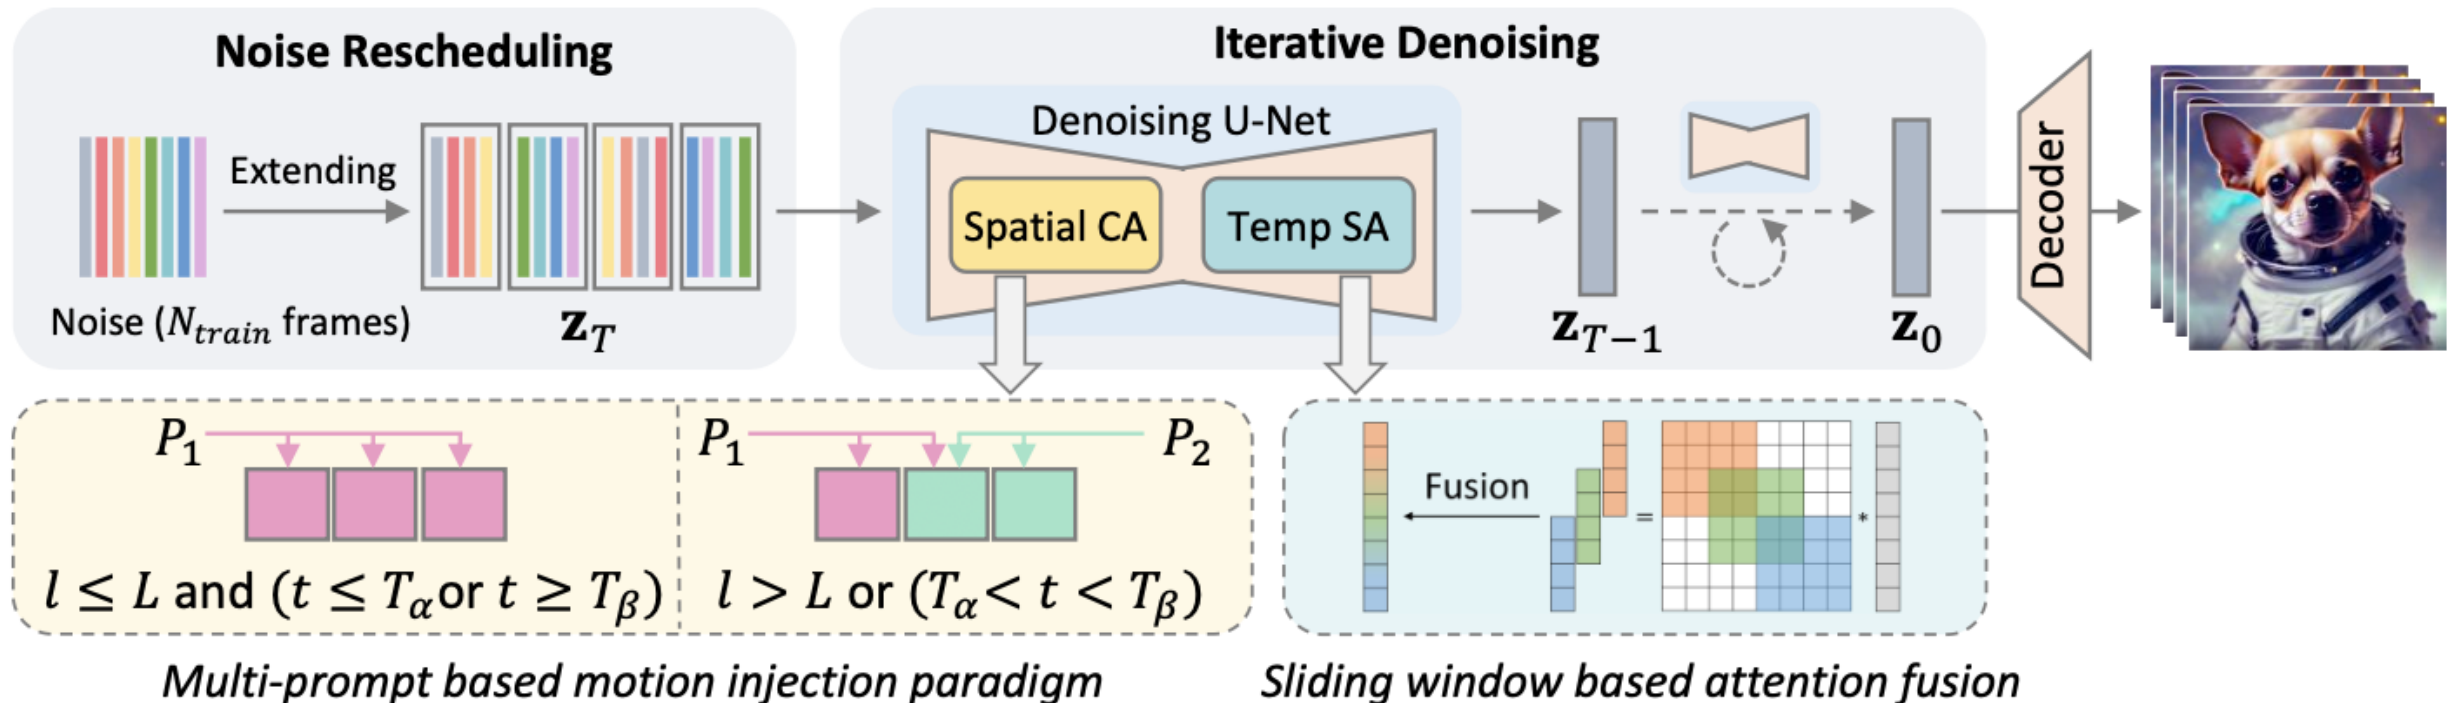 Noise Rescheduling
Extending
Noise (N_train frames)
z_T
Iterative Denoising
Denoising U-Net
Spatial CA
Temp SA
z_{T−1}
z_0
Decoder
P_1
l ≤ L and (t ≤ T_α or t ≥ T_β)
P_1
P_2
l > L or (T_α < t < T_β)
Multi-prompt based motion injection paradigm
Fusion
=
*
Sliding window based attention fusion